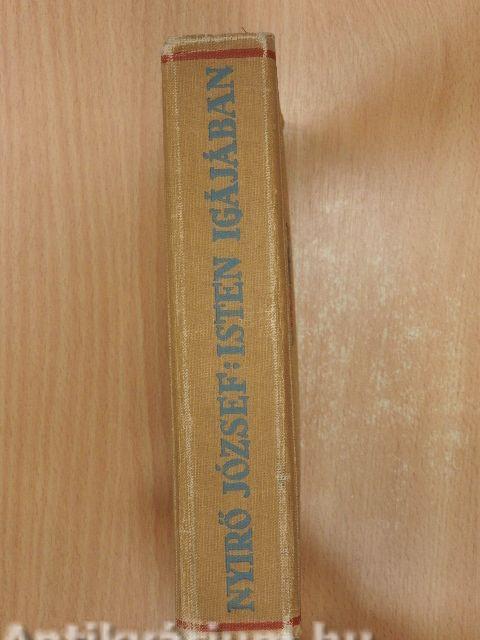 NYIRŐ JÓZSEF: ISTEN IGÁJÁBAN